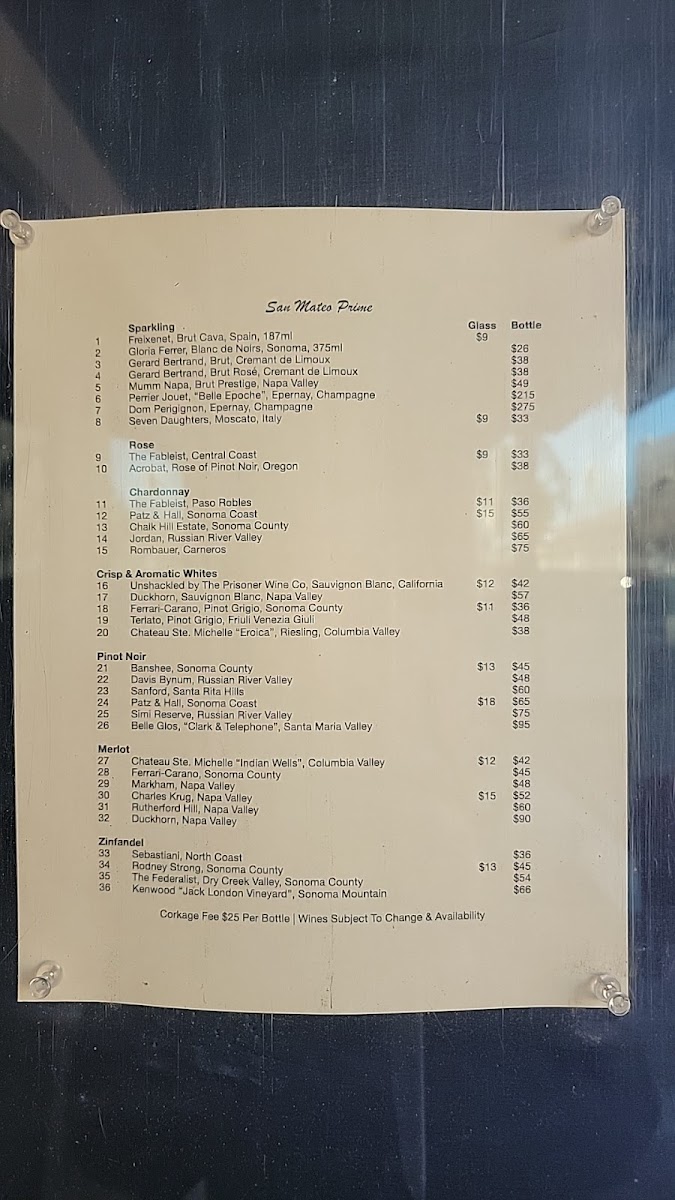 San Mateo Prime
Sparkling Glass Bottle
1 Freixenet, Brut Cava, Spain, 187ml $9
2 Gloria Ferrer, Blanc de Noirs, Sonoma, 375ml $26
3 Gerard Bertrand, Brut, Cremant de Limoux $38
4 Gerard Bertrand, Brut Rosé, Cremant de Limoux $38
5 Mumm Napa, Brut Prestige, Napa Valley $49
6 Perrier Jouet, "Belle Epoche", Epernay, Champagne $215
7 Dom Perigignon, Epernay, Champagne $275
8 Seven Daughters, Moscato, Italy $9 $33
Rose
9 The Fableist, Central Coast $9 $33
10 Acrobat, Rose of Pinot Noir, Oregon $38
Chardonnay
11 The Fableist, Paso Robles $11 $36
12 Patz & Hall, Sonoma Coast $15 $55
13 Chalk Hill Estate, Sonoma County $60
14 Jordan, Russian River Valley $65
15 Rombauer, Carneros $75
Crisp & Aromatic Whites
16 Unshackled by The Prisoner Wine Co, Sauvignon Blanc, California $12 $42
17 Duckhorn, Sauvignon Blanc, Napa Valley $57
18 Ferrari-Carano, Pinot Grigio, Sonoma County $11 $36
19 Terlato, Pinot Grigio, Friuli Venezia Giuli $48
20 Chateau Ste. Michelle "Eroica", Riesling, Columbia Valley $38
Pinot Noir
21 Banshee, Sonoma County $13 $45
22 Davis Bynum, Russian River Valley $48
23 Sanford, Santa Rita Hills $60
24 Patz & Hall, Sonoma Coast $18 $65
25 Simi Reserve, Russian River Valley $75
26 Belle Glos, "Clark & Telephone", Santa Maria Valley $95
Merlot
27 Chateau Ste. Michelle "Indian Wells", Columbia Valley $12 $42
28 Ferrari-Carano, Sonoma County $45
29 Markham, Napa Valley $48
30 Charles Krug, Napa Valley $15 $52
31 Rutherford Hill, Napa Valley $60
32 Duckhorn, Napa Valley $90
Zinfandel
33 Sebastiani, North Coast $36
34 Rodney Strong, Sonoma County $13 $45
35 The Federalist, Dry Creek Valley, Sonoma County $54
36 Kenwood "Jack London Vineyard", Sonoma Mountain $66
Corkage Fee $25 Per Bottle | Wines Subject To Change & Availability